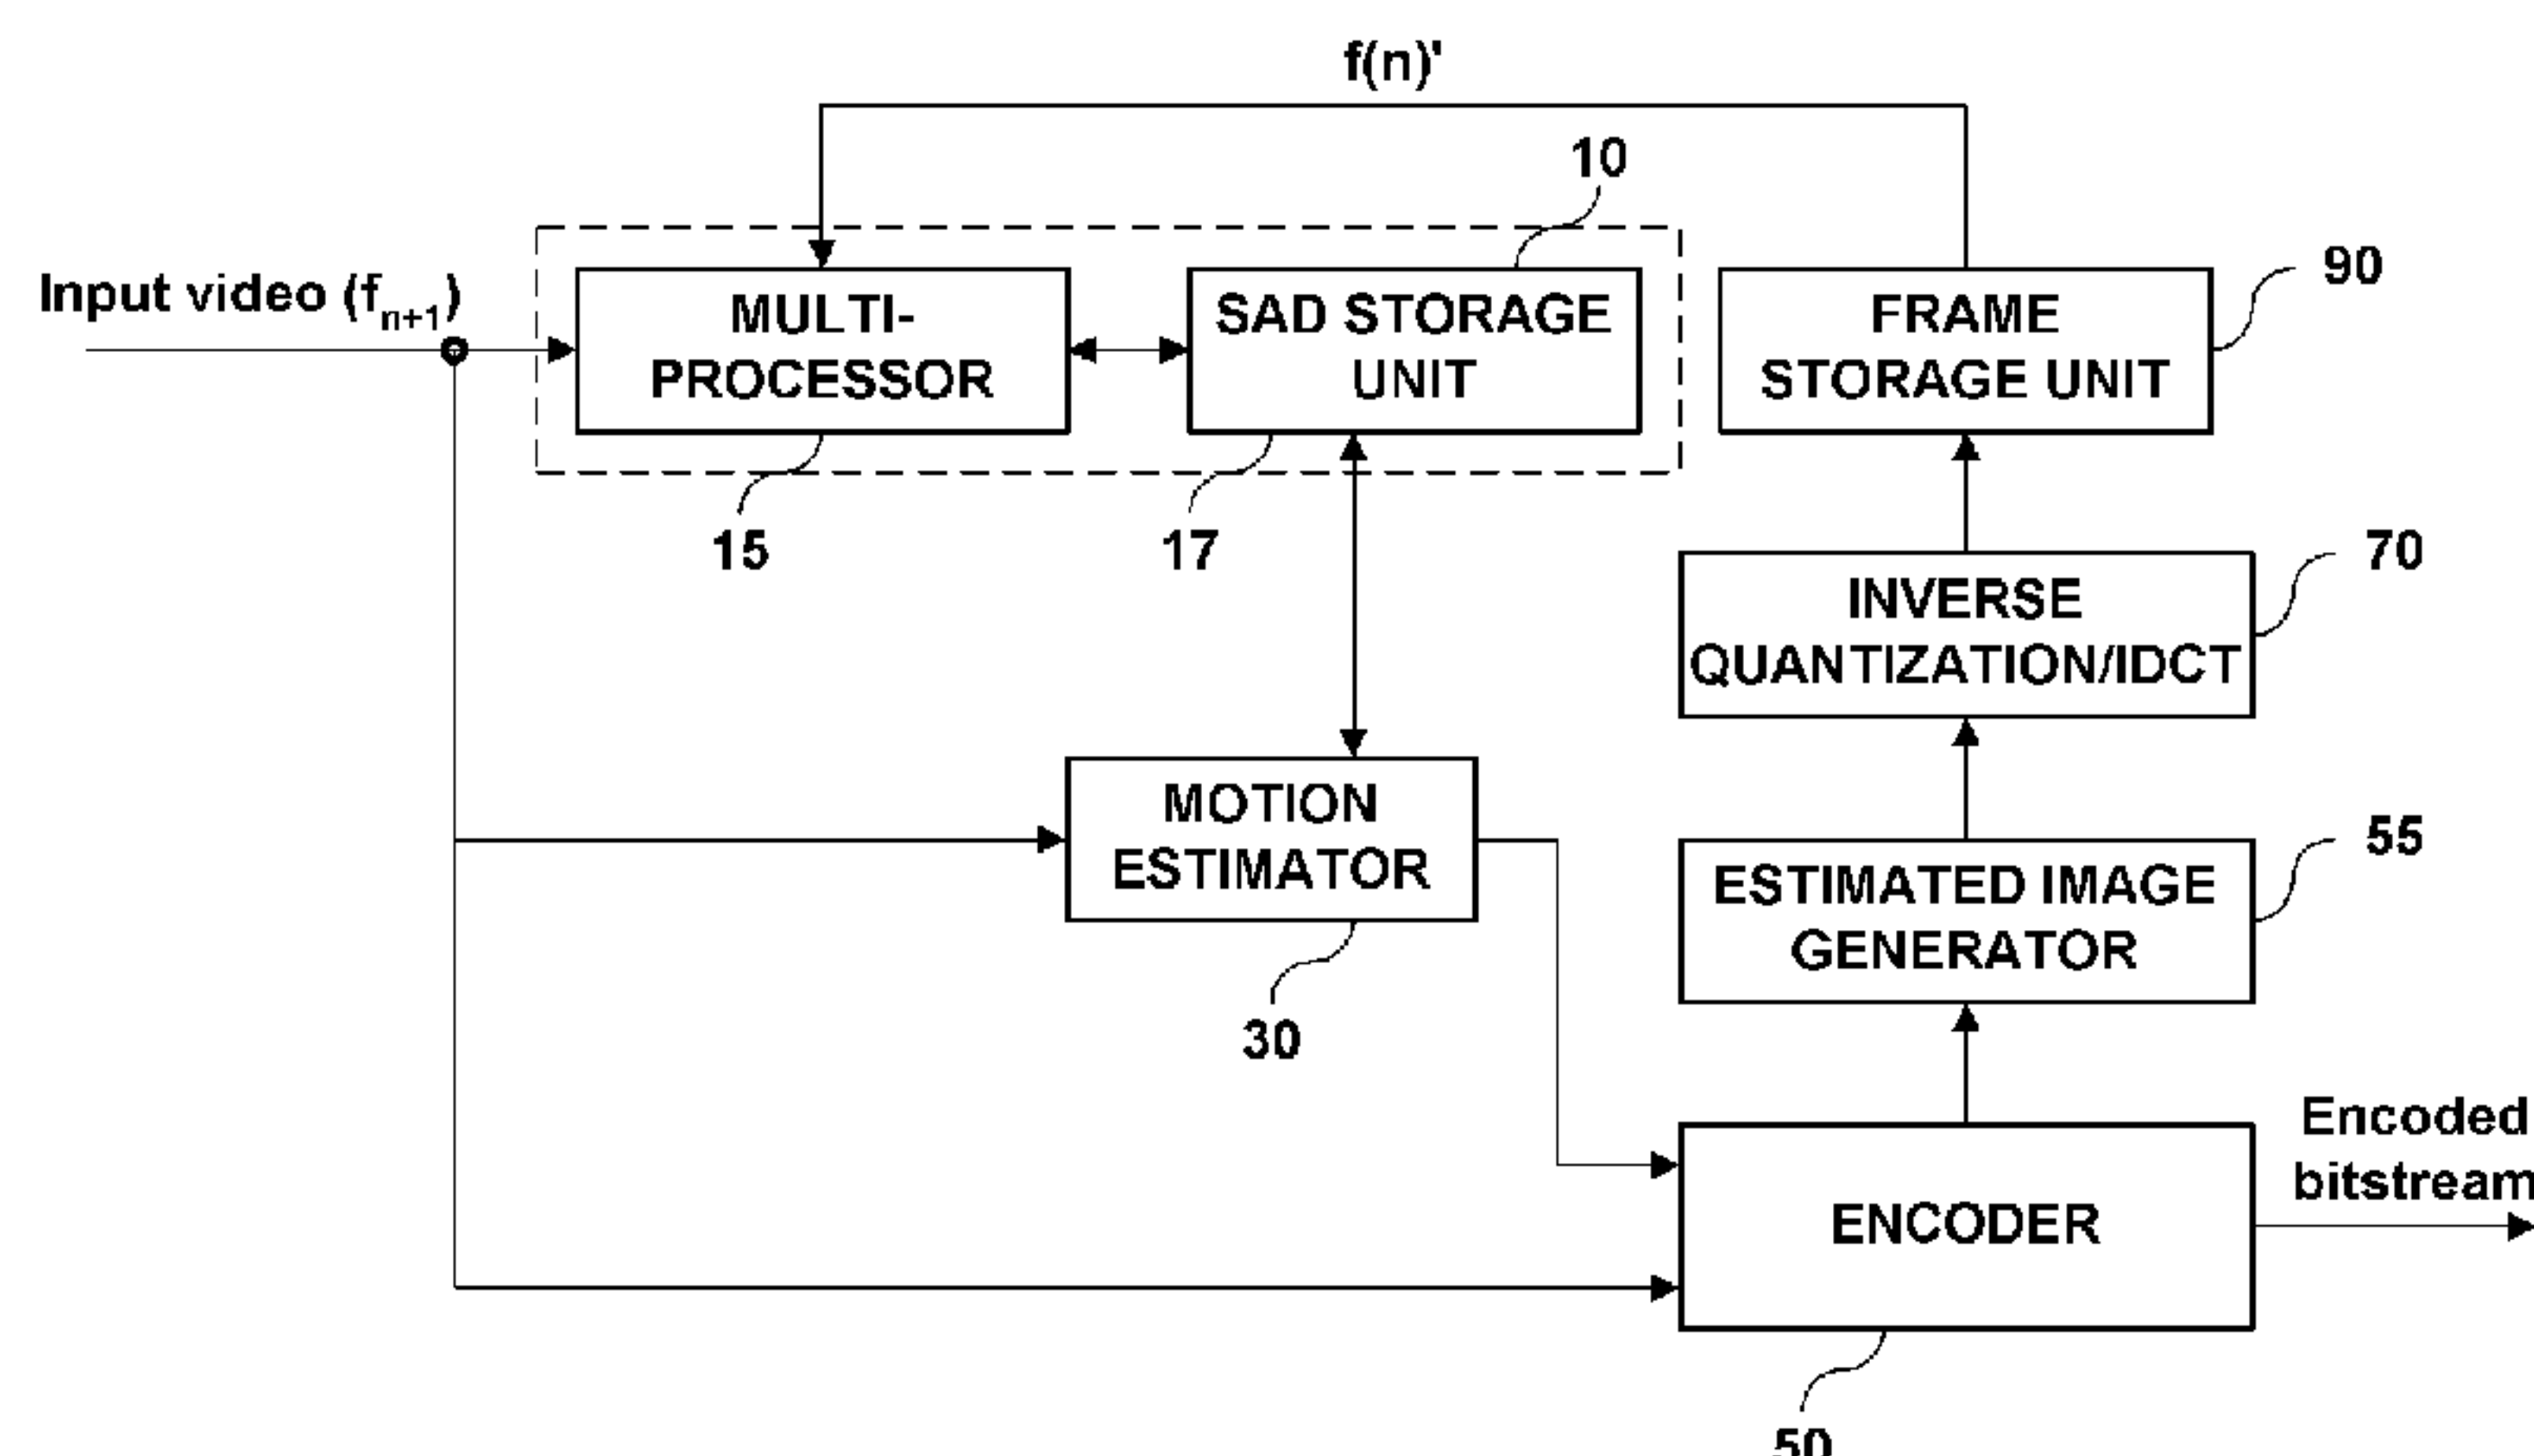 f(n)'
10
Input video (fn+1)
MULTI-
PROCESSOR
SAD STORAGE
UNIT
FRAME
STORAGE UNIT
90
15
17
INVERSE
QUANTIZATION/IDCT
70
MOTION
ESTIMATOR
30
ESTIMATED IMAGE
GENERATOR
55
ENCODER
Encoded
bitstream
50